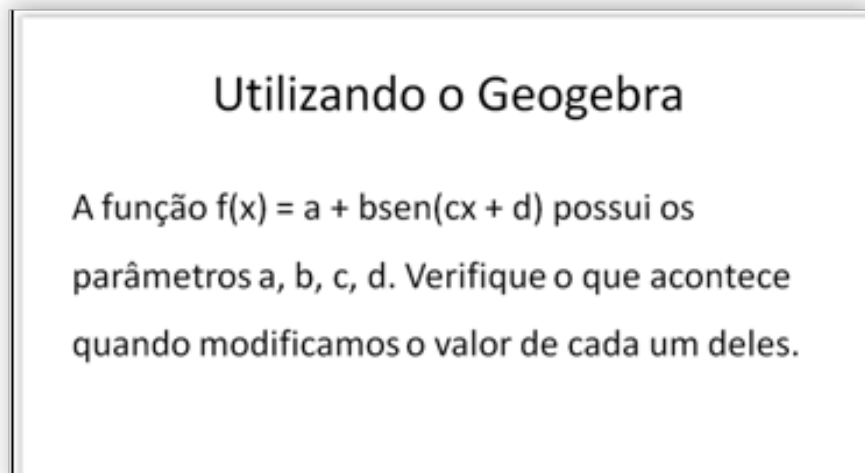 Utilizando o Geogebra
A função f(x) = a + bsen(cx + d) possui os
parâmetros a, b, c, d. Verifique o que acontece
quando modificamos o valor de cada um deles.